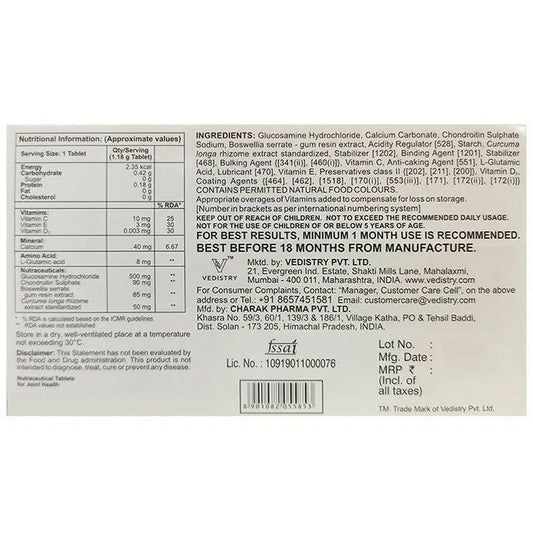 Nutritional Information: (Approximate values)
Serving Size: 1 Tablet Qty/Serving (1.18 g Tablet)
Energy 2.35 kcal
Carbohydrate 0.42 g
Sugar 0 g
Protein 0.18 g
Fat 0 g
Cholesterol 0 g
% RDA*
Vitamins:
Vitamin C 10 mg 25
Vitamin E 3 mg 30
Vitamin D 0.003 mg 30
Mineral:
Calcium 40 mg 6.67
Amino Acid:
L-Glutamic acid 8 mg **
Nutraceuticals:
Glucosamine Hydrochloride 500 mg **
Chondroitin Sulphate 90 mg **
Boswellia serrata
gum resin extract 85 mg **
Curcuma longa rhizome
extract standardized 50 mg **
* % RDA is calculated based on the ICMR guidelines.
** RDA values not established
Store in a dry, well-ventilated place at a temperature
not exceeding 30°C
Disclaimer: This Statement has not been evaluated by
the Food and Drug administration. This product is not
intended to diagnose, treat, cure or prevent any disease.
Nutraceutical Tablets
for Joint Health
INGREDIENTS: Glucosamine Hydrochloride, Calcium Carbonate, Chondroitin Sulphate
Sodium, Boswellia serrata - gum resin extract, Acidity Regulator [528], Starch, Curcuma
longa rhizome extract standardized, Stabilizer [1202], Binding Agent [1201], Stabilizer
[468], Bulking Agent {[341(ii)], [460(i)]}, Vitamin C, Anti-caking Agent [551], L-Glutamic
Acid, Lubricant [470], Vitamin E, Preservatives class II {[202], [211], [200]}, Vitamin D₃,
Coating Agents {[464], [462], [1518], [170(i)], [553(iii)], [171], [172(ii)], [172(i)]}
CONTAINS PERMITTED NATURAL FOOD COLOURS.
Appropriate overages of Vitamins added to compensate for loss on storage.
[Number in brackets as per international numbering system]
KEEP OUT OF REACH OF CHILDREN. NOT TO EXCEED THE RECOMMENDED DAILY USAGE.
NOT FOR THE USE OF CHILDREN OF OR BELOW 5 YEARS OF AGE.
FOR BEST RESULTS, MINIMUM 1 MONTH USE IS RECOMMENDED.
BEST BEFORE 18 MONTHS FROM MANUFACTURE.
V TM
VEDISTRY
Mktd. by: VEDISTRY PVT. LTD.
21, Evergreen Ind. Estate, Shakti Mills Lane, Mahalaxmi,
Mumbai - 400 011, Maharashtra, INDIA. www.vedistry.com
For Consumer Complaints, Contact: "Manager, Customer Care Cell", on the
above address or Tel.: +91 8657451581 Email: customercare@vedistry.com
Mfd. by: CHARAK PHARMA PVT. LTD.
Khasra No. 59/3, 60/1, 139/3 & 186/1, Village Katha, PO & Tehsil Baddi,
Dist. Solan - 173 205, Himachal Pradesh, INDIA.
fssai
Lic. No.: 10919011000076
8 901082 055853
Lot No. :
Mfg. Date :
MRP ₹ :
(Incl. of
all taxes)
TM Trade Mark of Vedistry Pvt. Ltd.